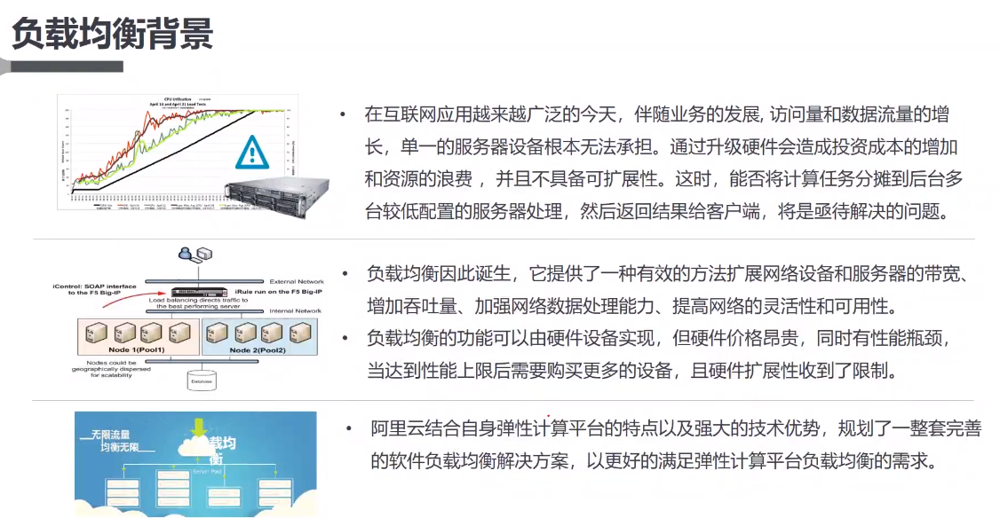 负载均衡背景
CPU Utilization
April 14 and April 21 Load Tests
• 在互联网应用越来越广泛的今天，伴随业务的发展, 访问量和数据流量的增
长，单一的服务器设备根本无法承担。通过升级硬件会造成投资成本的增加
和资源的浪费 ，并且不具备可扩展性。这时，能否将计算任务分摊到后台多
台较低配置的服务器处理，然后返回结果给客户端，将是亟待解决的问题。
External Network
iControl: SOAP interface
to the F5 Big-IP
iRule run on the F5 Big-IP
Load balancing directs traffic to
the best performing server
Internal Network
Node 1(Pool1)
Node 2(Pool2)
Nodes could be
geographically dispersed
for scalability
Database
• 负载均衡因此诞生，它提供了一种有效的方法扩展网络设备和服务器的带宽、
增加吞吐量、加强网络数据处理能力、提高网络的灵活性和可用性。
• 负载均衡的功能可以由硬件设备实现，但硬件价格昂贵，同时有性能瓶颈，
当达到性能上限后需要购买更多的设备，且硬件扩展性收到了限制。
无限流量
均衡无限
载均
衡
Server Pool
• 阿里云结合自身弹性计算平台的特点以及强大的技术优势，规划了一整套完善
的软件负载均衡解决方案，以更好的满足弹性计算平台负载均衡的需求。